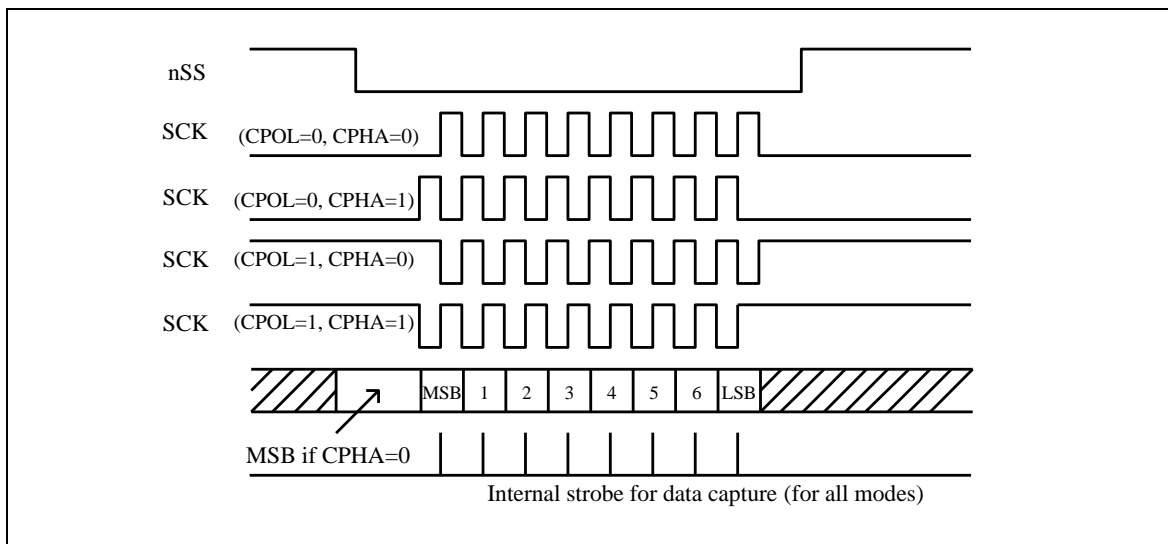 nSS
SCK (CPOL=0, CPHA=0)
SCK (CPOL=0, CPHA=1)
SCK (CPOL=1, CPHA=0)
SCK (CPOL=1, CPHA=1)
MSB 1 2 3 4 5 6 LSB
MSB if CPHA=0
Internal strobe for data capture (for all modes)